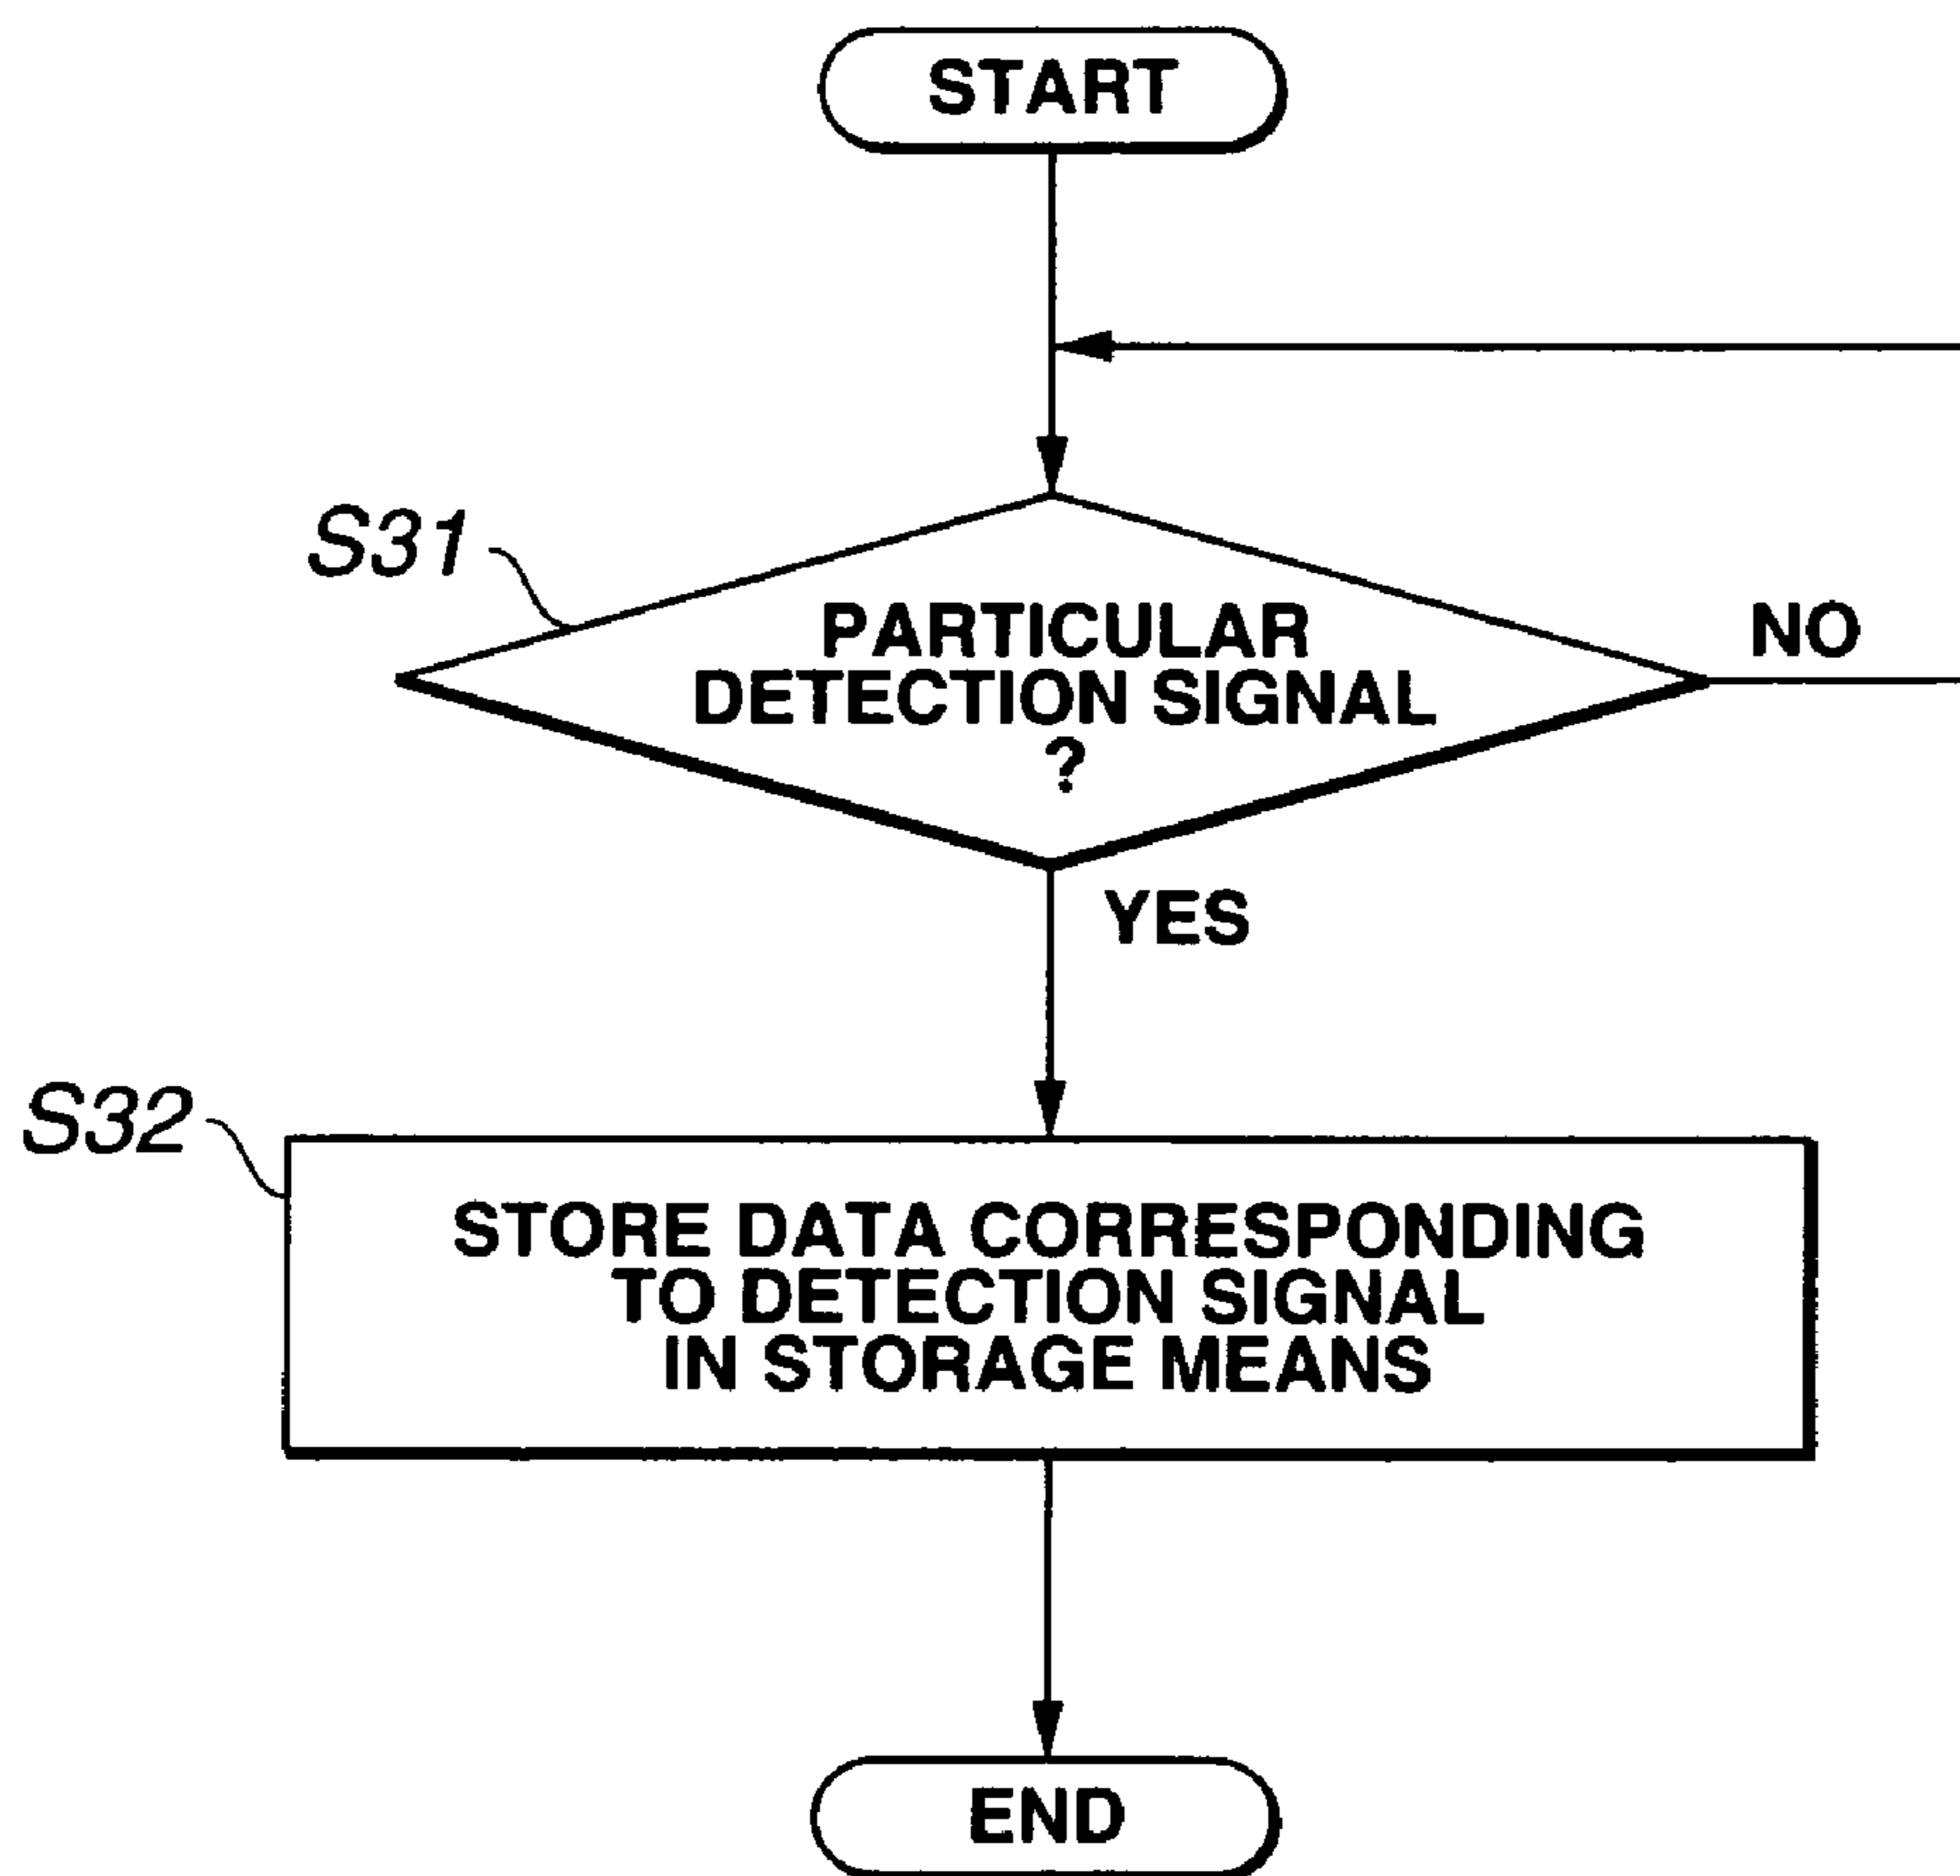 START
S31
PARTICULAR
DETECTION SIGNAL
?
NO
YES
S32
STORE DATA CORRESPONDING
TO DETECTION SIGNAL
IN STORAGE MEANS
END